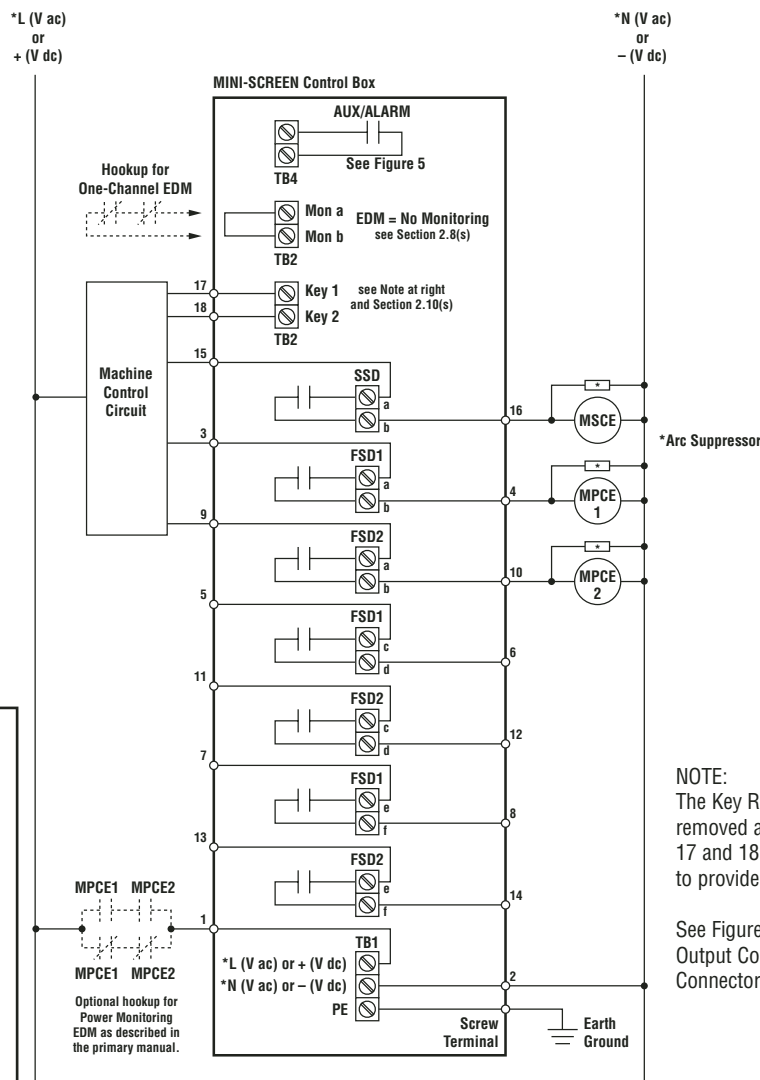 *L (V ac)
or
+ (V dc)
*N (V ac)
or
– (V dc)
MINI-SCREEN Control Box
AUX/ALARM
See Figure 5
TB4
Hookup for
One-Channel EDM
Mon a
Mon b
EDM = No Monitoring
see Section 2.8(s)
TB2
17
18
Key 1
Key 2
see Note at right
and Section 2.10(s)
TB2
Machine
Control
Circuit
15
SSD
a
b
16
*
MSCE
*Arc Suppressor
3
FSD1
a
b
4
*
MPCE
1
9
FSD2
a
b
10
*
MPCE
2
5
FSD1
c
d
6
11
FSD2
c
d
12
7
FSD1
e
f
8
13
FSD2
e
f
14
MPCE1 MPCE2
MPCE1 MPCE2
Optional hookup for
Power Monitoring
EDM as described in
the primary manual.
1
TB1
*L (V ac) or + (V dc)
*N (V ac) or – (V dc)
PE
2
Screw
Terminal
Earth
Ground
NOTE:
The Key R
removed a
17 and 18
to provide
See Figure
Output Co
Connector